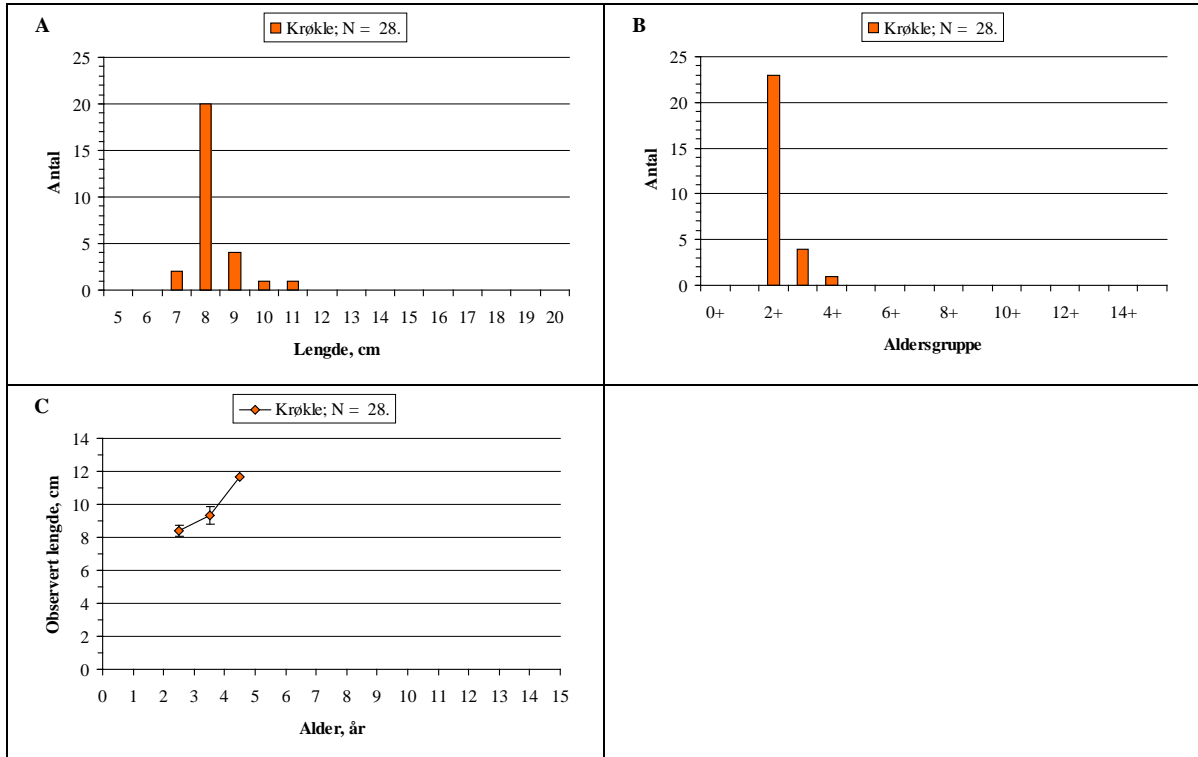 A
Krøkle; N = 28.
25
20
15
10
5
0
Antal
5 6 7 8 9 10 11 12 13 14 15 16 17 18 19 20
Lengde, cm
B
Krøkle; N = 28.
25
20
15
10
5
0
Antal
0+ 2+ 4+ 6+ 8+ 10+ 12+ 14+
Aldersgruppe
C
Krøkle; N = 28.
14
12
10
8
6
4
2
0
Observert lengde, cm
0 1 2 3 4 5 6 7 8 9 10 11 12 13 14 15
Alder, år